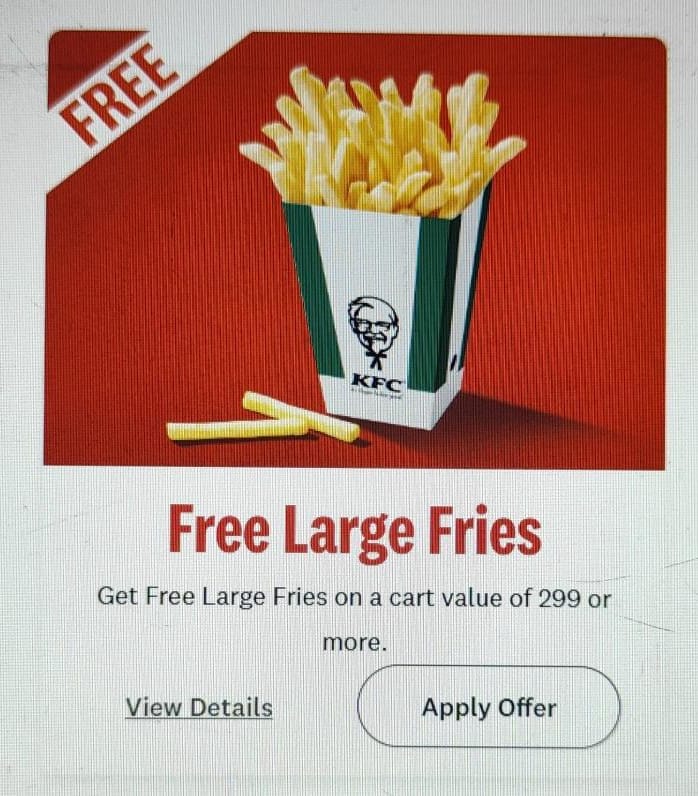 FREE
KFC
Free Large Fries
Get Free Large Fries on a cart value of 299 or
more.
View Details
Apply Offer